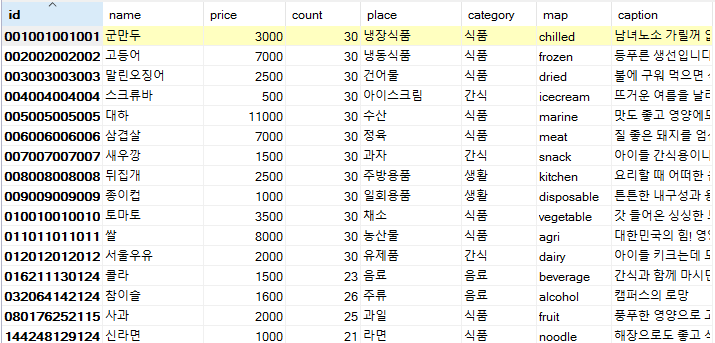 id name price count place category map caption
001001001001 군만두 3000 30 냉장식품 식품 chilled 남녀노소 가릴꺼 없
002002002002 고등어 7000 30 냉동식품 식품 frozen 등푸른 생선입니다
003003003003 말린오징어 2500 30 건어물 식품 dried 불에 구워 먹으면
004004004004 스크류바 500 30 아이스크림 간식 icecream 뜨거운 여름을
005005005005 대하 11000 30 수산 식품 marine 맛도 좋고 영양에도
006006006006 삼겹살 7000 30 정육 식품 meat 질 좋은 돼지를
007007007007 새우깡 1500 30 과자 간식 snack 아이들 간식용이니
008008008008 뒤집개 2500 30 주방용품 생활 kitchen 요리할 때 어떠한
009009009009 종이컵 1000 30 일회용품 생활 disposable 튼튼한 내구성과
010010010010 토마토 3500 30 채소 식품 vegetable 갓 들어온 싱싱한
011011011011 쌀 8000 30 농산물 식품 agri 대한민국의 힘!
012012012012 서울우유 2000 30 유제품 간식 dairy 아이들 키크는데
016211130124 콜라 1500 23 음료 음료 beverage 간식과 함께 마시면
032064142124 참이슬 1600 26 주류 음료 alcohol 캠퍼스의 로망
080176252115 사과 2000 25 과일 식품 fruit 풍푸한 영양으로
144248129124 신라면 1000 21 라면 식품 noodle 해장으로도 좋고